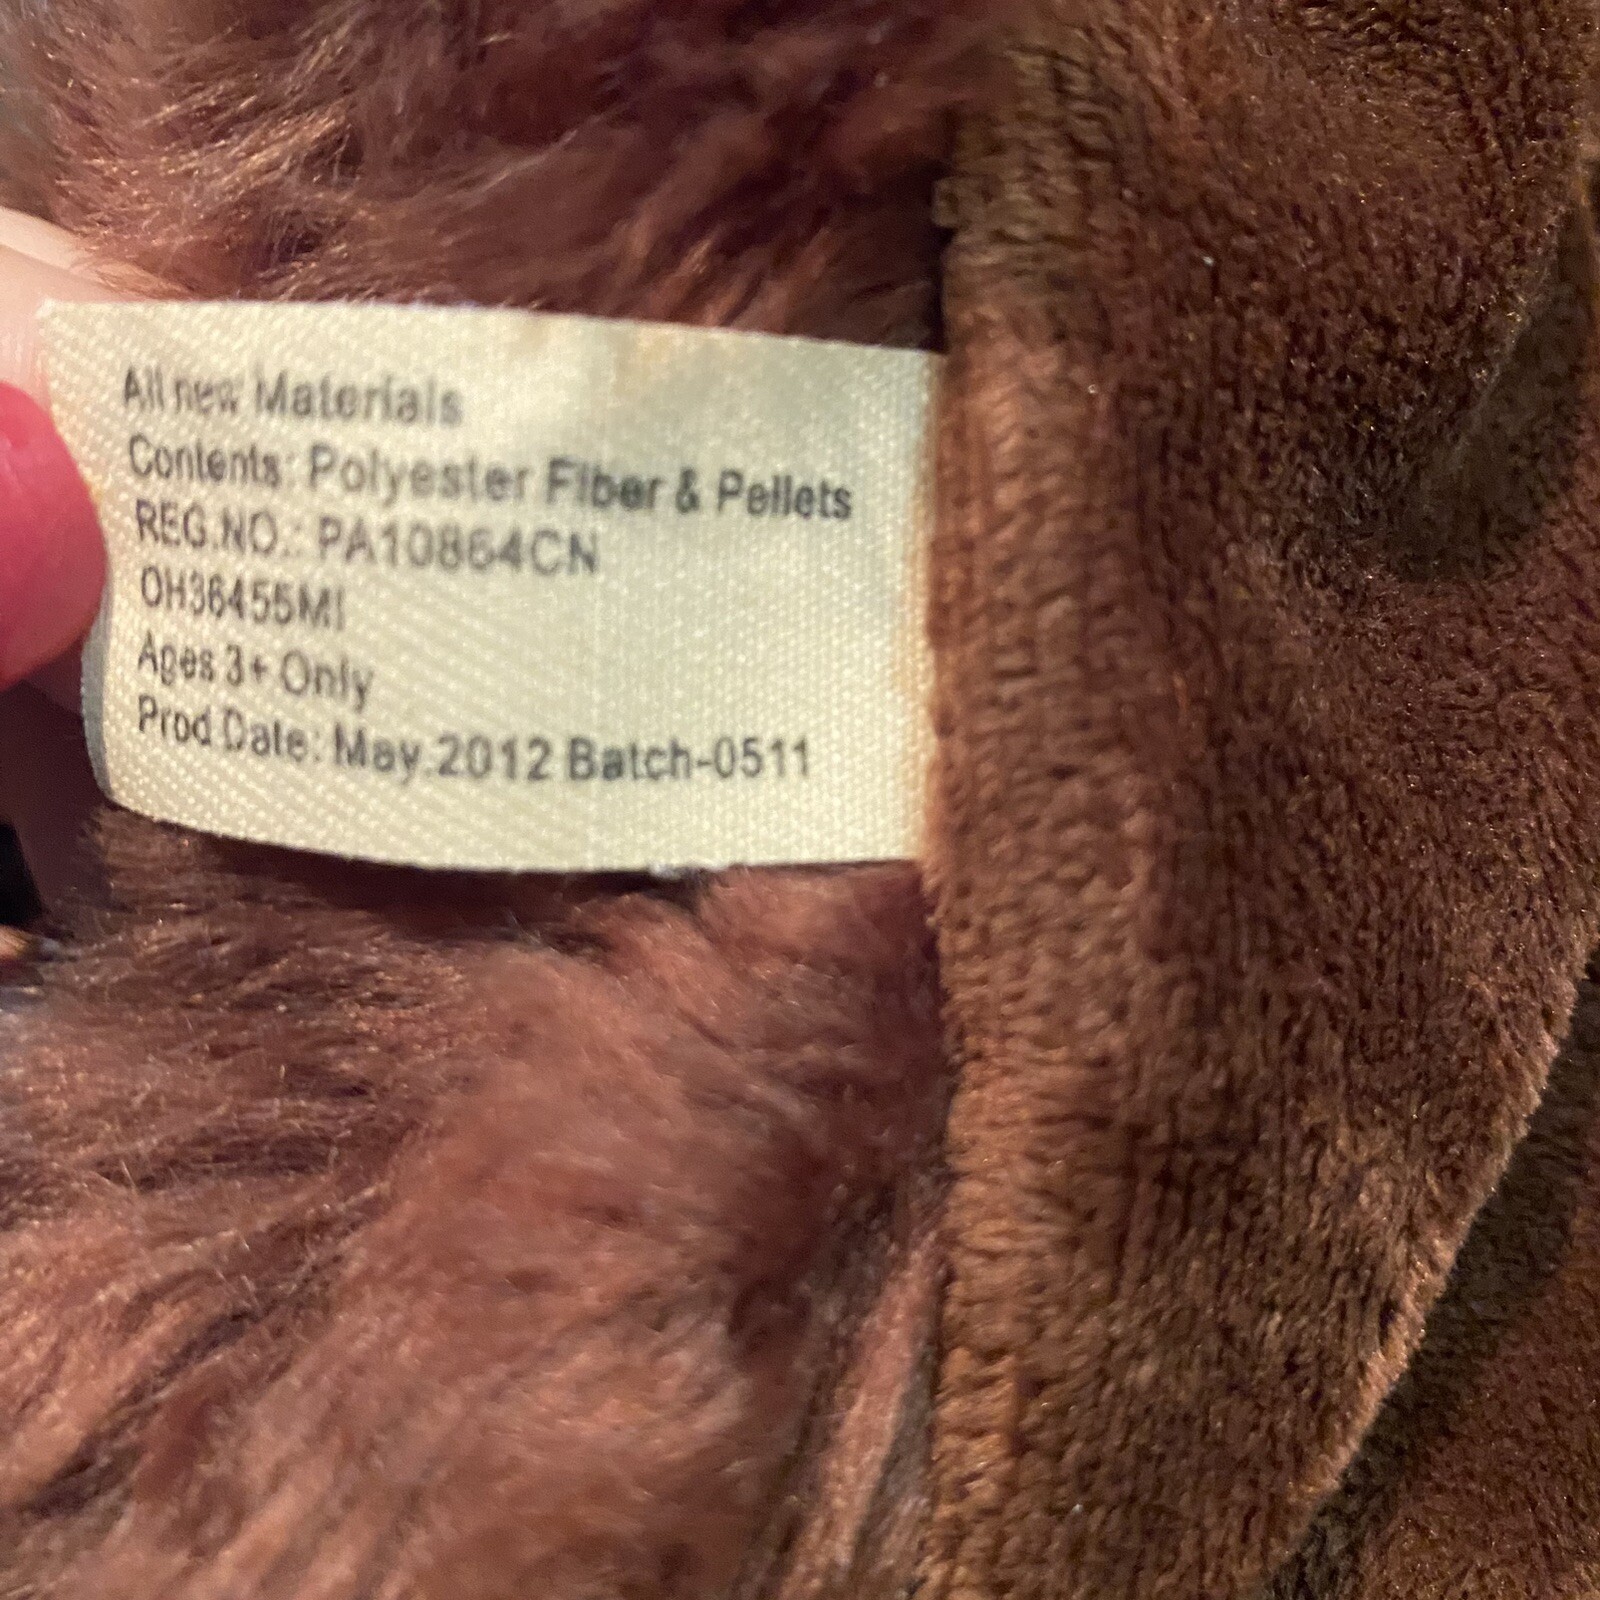 All new Materials
Contents: Polyester Fiber & Pellets
REG.NO.: PA10864CN
OH36455MI
Ages 3+ Only
Prod.Date: May.2012 Batch-0511